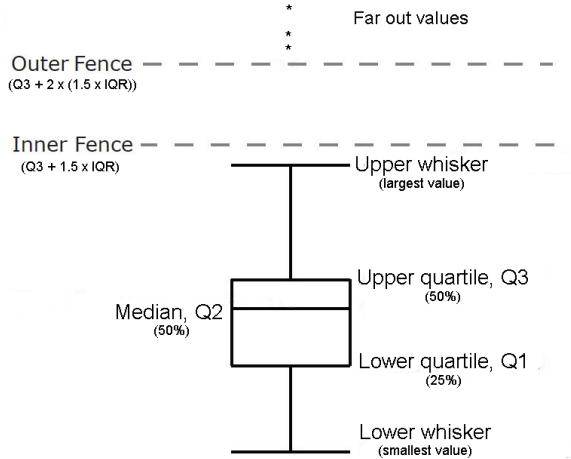 Far out values
Outer Fence
(Q3 + 2 x (1.5 x IQR))
Inner Fence
(Q3 + 1.5 x IQR)
Upper whisker
(largest value)
Upper quartile, Q3
(50%)
Median, Q2
(50%)
Lower quartile, Q1
(25%)
Lower whisker
(smallest value)